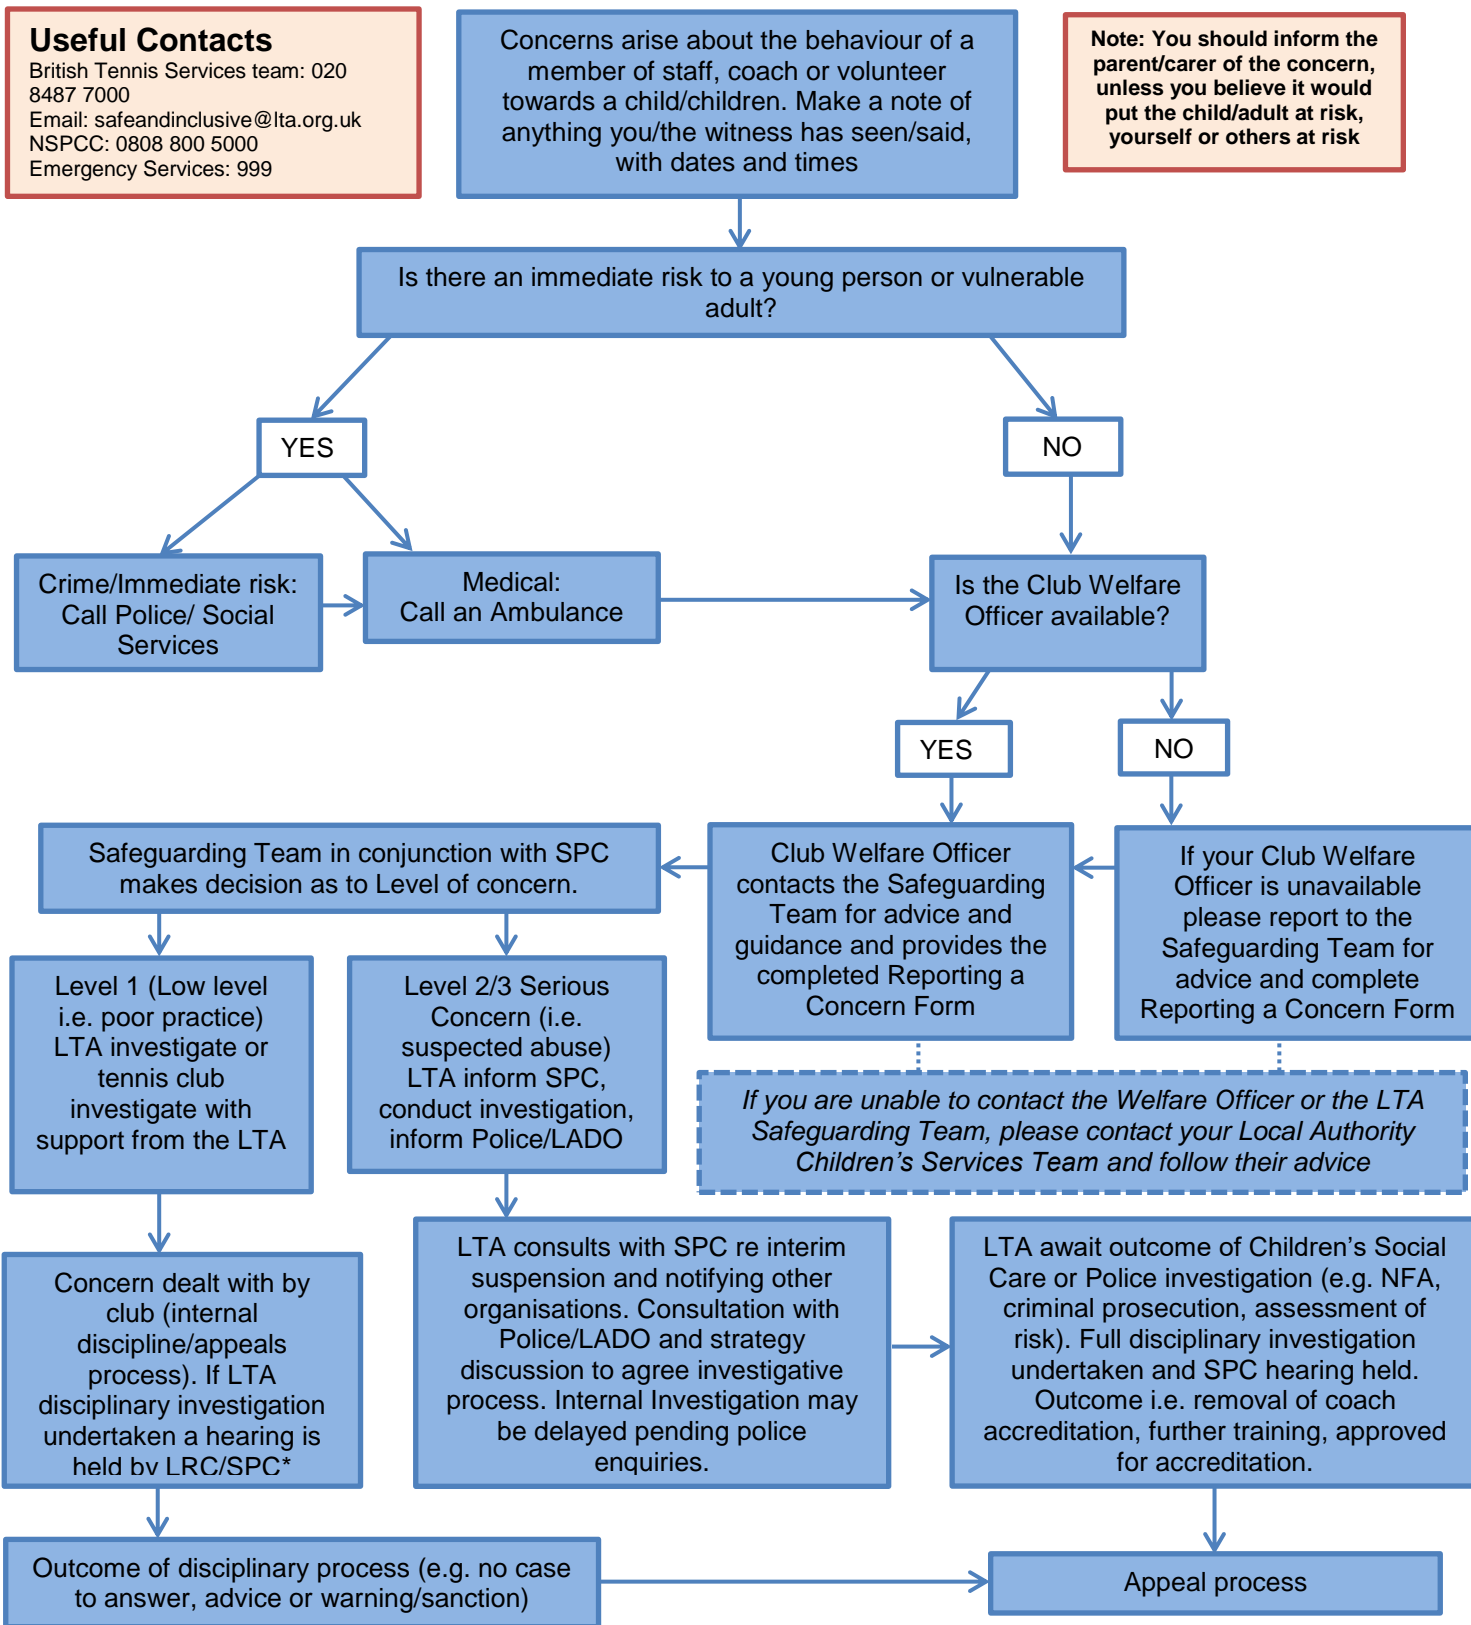 Useful Contacts
British Tennis Services team: 020
8487 7000
Email: safeandinclusive@lta.org.uk
NSPCC: 0808 800 5000
Emergency Services: 999
Concerns arise about the behaviour of a
member of staff, coach or volunteer
towards a child/children. Make a note of
anything you/the witness has seen/said,
with dates and times
Note: You should inform the
parent/carer of the concern,
unless you believe it would
put the child/adult at risk,
yourself or others at risk
Is there an immediate risk to a young person or vulnerable
adult?
YES
NO
Crime/Immediate risk:
Call Police/ Social
Services
Medical:
Call an Ambulance
Is the Club Welfare
Officer available?
YES
NO
Safeguarding Team in conjunction with SPC
makes decision as to Level of concern.
Club Welfare Officer
contacts the Safeguarding
Team for advice and
guidance and provides the
completed Reporting a
Concern Form
If your Club Welfare
Officer is unavailable
please report to the
Safeguarding Team for
advice and complete
Reporting a Concern Form
Level 1 (Low level
i.e. poor practice)
LTA investigate or
tennis club
investigate with
support from the LTA
Level 2/3 Serious
Concern (i.e.
suspected abuse)
LTA inform SPC,
conduct investigation,
inform Police/LADO
If you are unable to contact the Welfare Officer or the LTA
Safeguarding Team, please contact your Local Authority
Children's Services Team and follow their advice
Concern dealt with by
club (internal
discipline/appeals
process). If LTA
disciplinary investigation
undertaken a hearing is
held by LRC/SPC*
LTA consults with SPC re interim
suspension and notifying other
organisations. Consultation with
Police/LADO and strategy
discussion to agree investigative
process. Internal Investigation may
be delayed pending police
enquiries.
LTA await outcome of Children's Social
Care or Police investigation (e.g. NFA,
criminal prosecution, assessment of
risk). Full disciplinary investigation
undertaken and SPC hearing held.
Outcome i.e. removal of coach
accreditation, further training, approved
for accreditation.
Outcome of disciplinary process (e.g. no case
to answer, advice or warning/sanction)
Appeal process